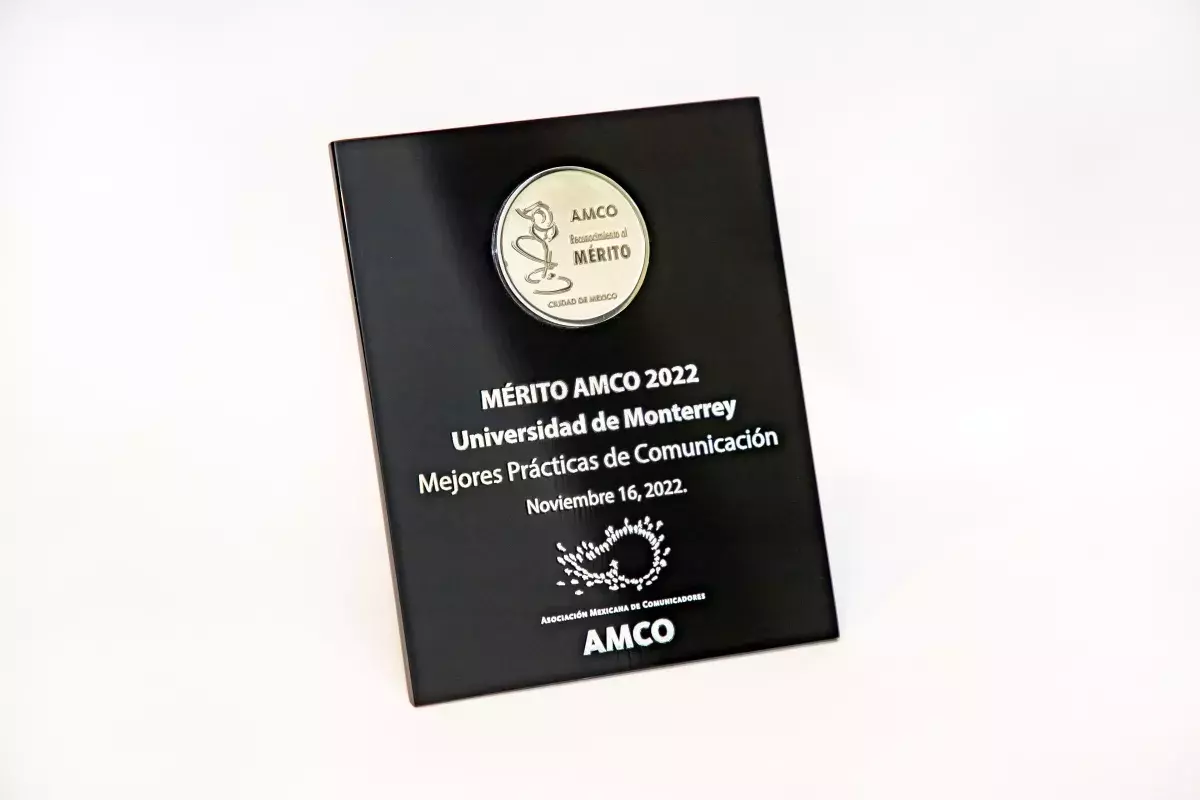 AMCO
Reconocimiento al
MÉRITO
CIUDAD DE MÉXICO
MÉRITO AMCO 2022
Universidad de Monterrey
Mejores Prácticas de Comunicación
Noviembre 16, 2022.
ASOCIACIÓN MEXICANA DE COMUNICADORES
AMCO